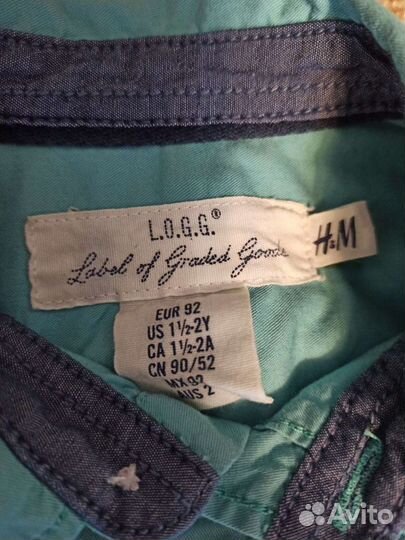 L.O.G.G.®
Label of Graded Goods
H&M
EUR 92
US 1½-2Y
CA 1½-2A
CN 90/52
MX 92
AUS 2
Avito